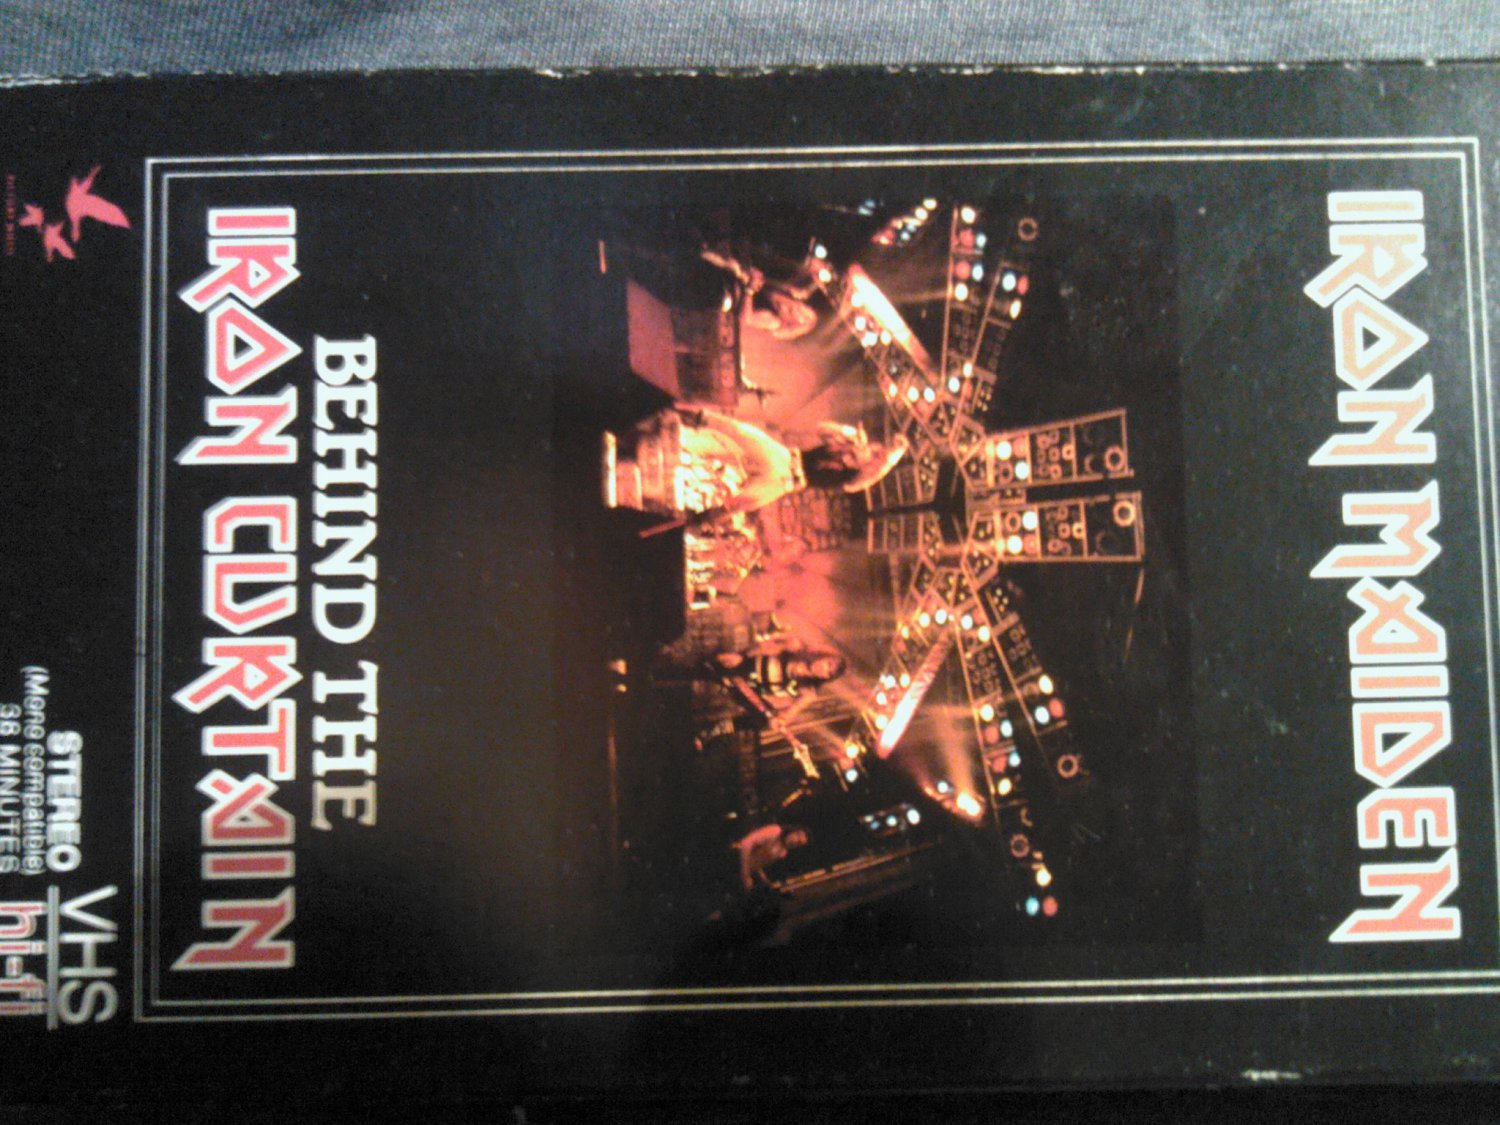 IRON MAIDEN
BEHIND THE
IRON CURTAIN
STEREO
(Mono compatible)
38 MINUTES
VHS
hi-fi